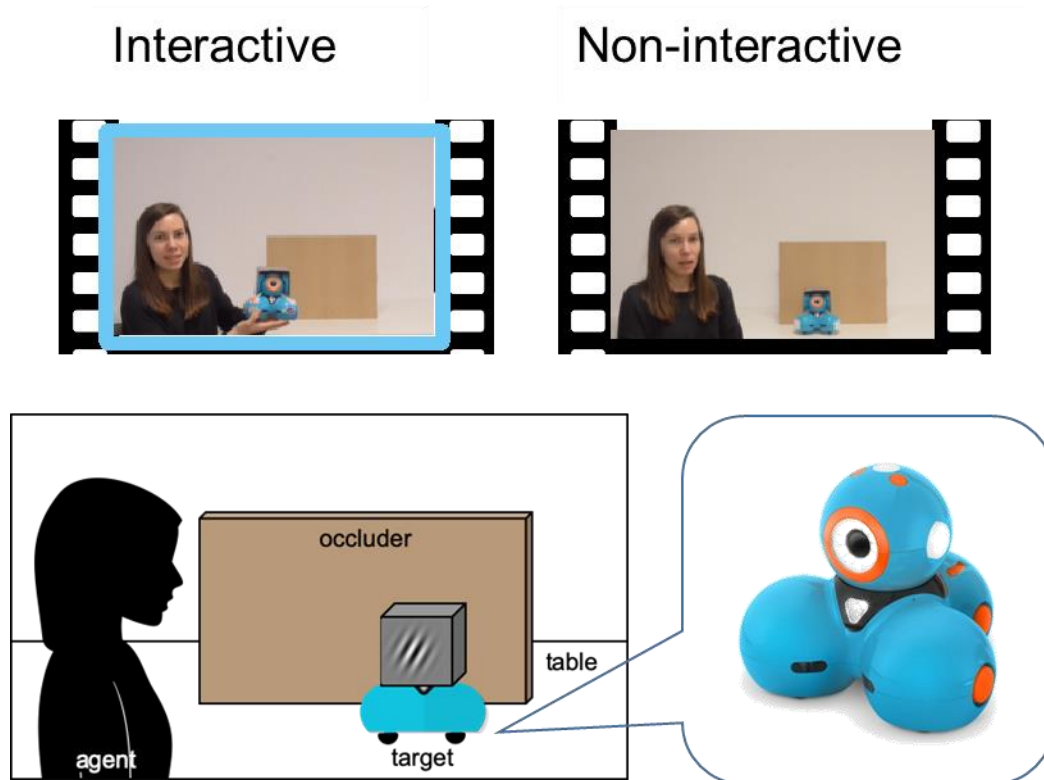 Interactive
Non-interactive
occluder
table
agent
target